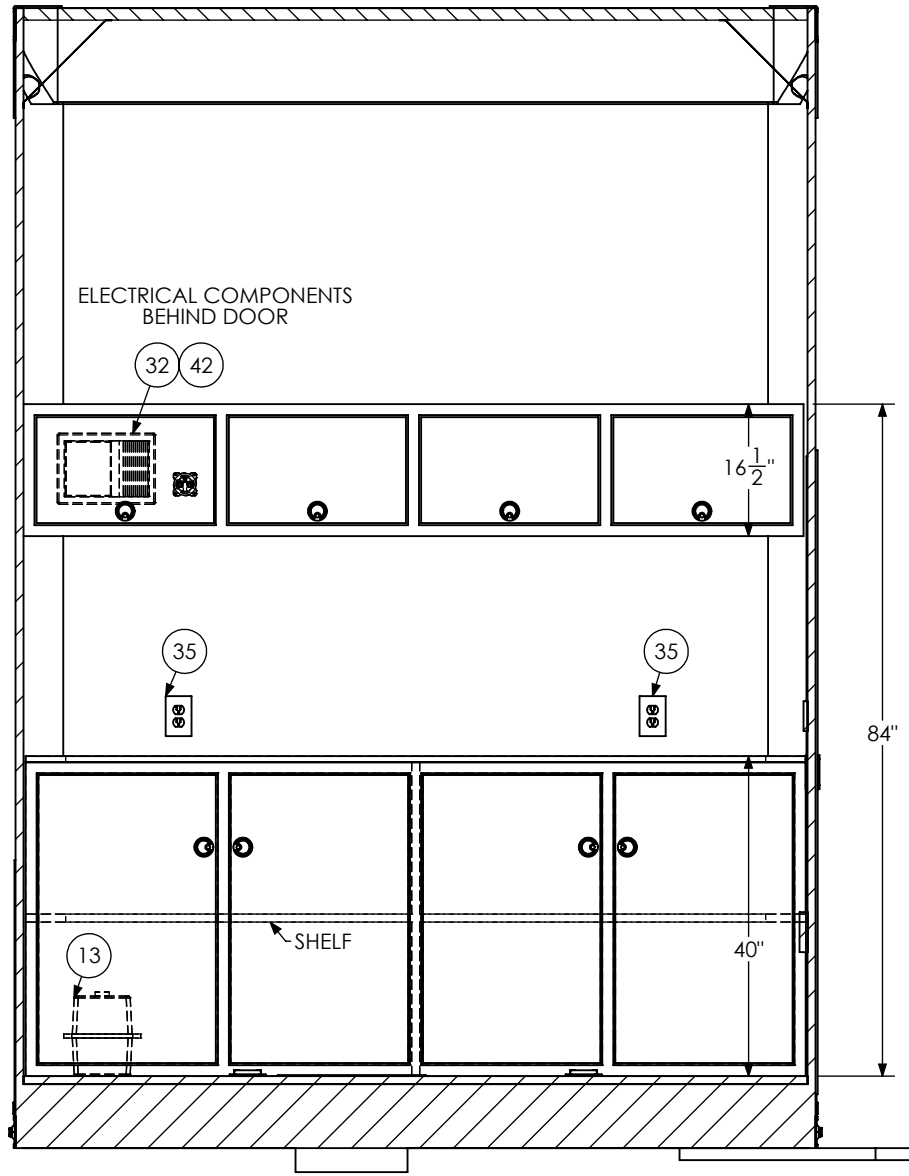 ELECTRICAL COMPONENTS
BEHIND DOOR
32 42
16 1/2"
35 35
84"
SHELF
40"
13